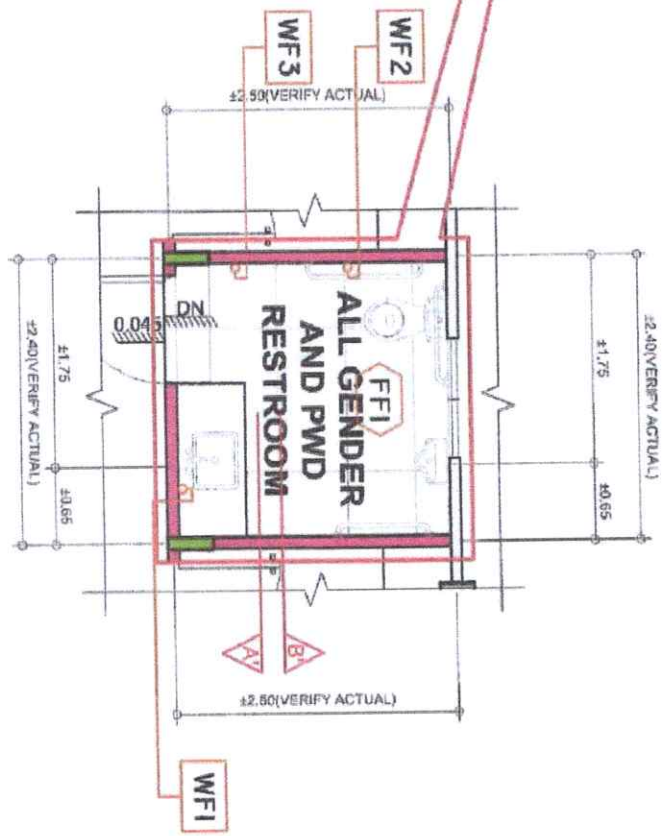 WF3
WF2
±2.50(VERIFY ACTUAL)
±2.40(VERIFY ACTUAL)
±1.75
±0.65
DN
0.045
ALL GENDER
AND PWD
RESTROOM
FF1
±1.75
±0.65
±2.40(VERIFY ACTUAL)
A'
B'
±2.50(VERIFY ACTUAL)
WF1